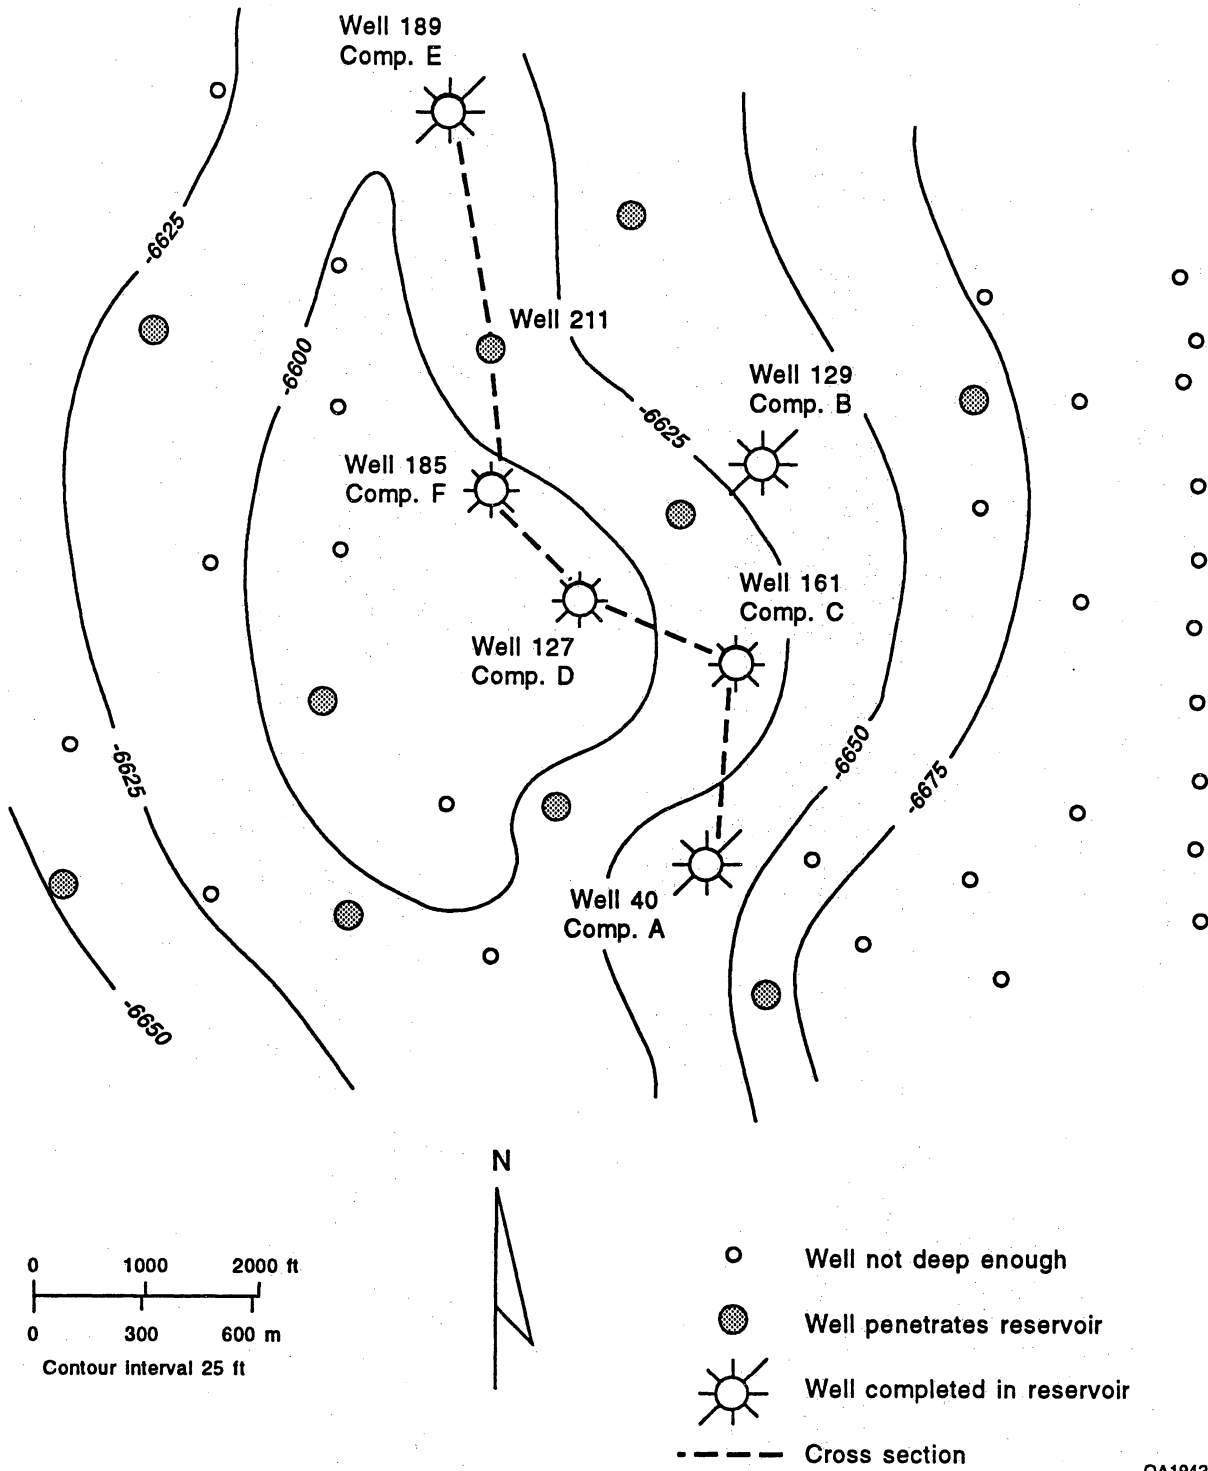 Well 189
Comp. E
-6625
Well 211
-6600
Well 129
Comp. B
-6625
Well 185
Comp. F
Well 161
Comp. C
Well 127
Comp. D
-6650
-6625
-6675
Well 40
Comp. A
-6650
N
0 1000 2000 ft
0 300 600 m
Contour interval 25 ft
Well not deep enough
Well penetrates reservoir
Well completed in reservoir
Cross section